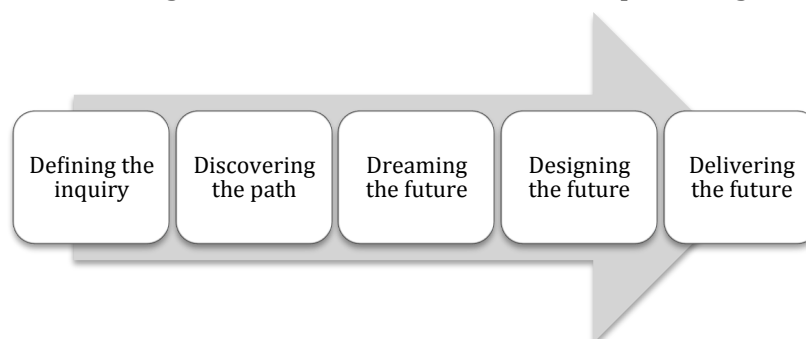 Defining the
inquiry
Discovering
the path
Dreaming
the future
Designing
the future
Delivering
the future